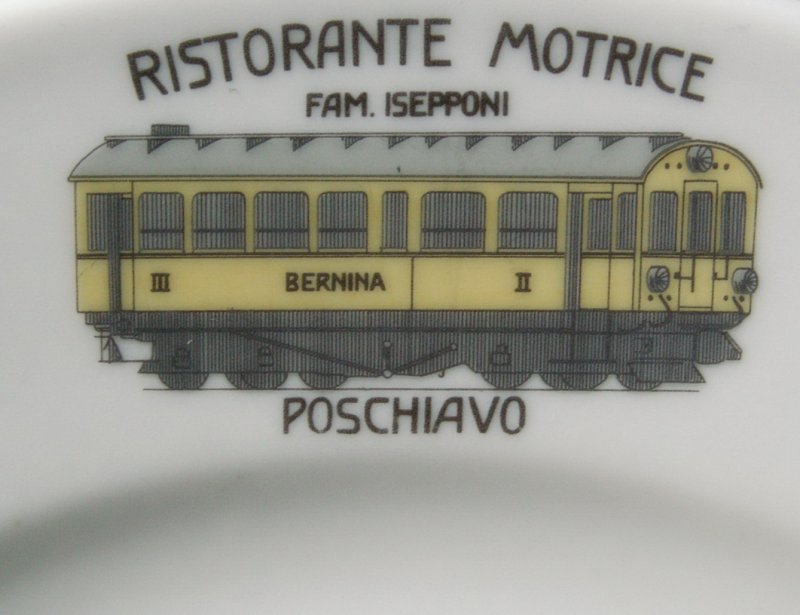 RISTORANTE MOTRICE
FAM. ISEPPONI
III BERNINA II
POSCHIAVO